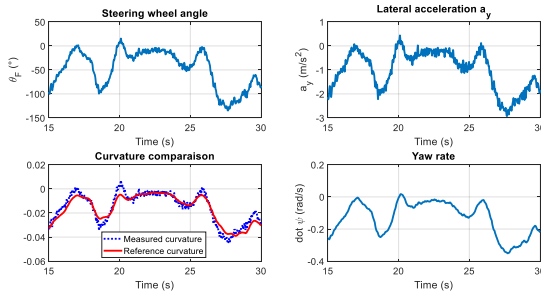 Steering wheel angle
50
0
-50
-100
-150
θF (°)
15 20 25 30
Time (s)
Lateral acceleration ay
1
0
-1
-2
-3
ay (m/s2)
15 20 25 30
Time (s)
Curvature comparaison
0.02
0
-0.02
-0.04
-0.06
Measured curvature
Reference curvature
15 20 25 30
Time (s)
Yaw rate
0.2
0
-0.2
-0.4
dot ψ (rad/s)
15 20 25 30
Time (s)